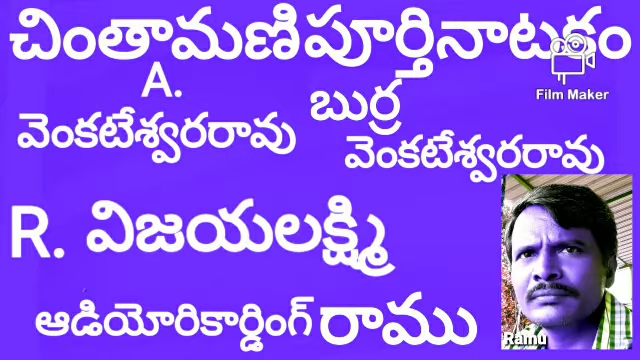 చింతామణి పూర్తి నాటకం
Film Maker
A.
వెంకటేశ్వరరావు
బుర్ర
వెంకటేశ్వరరావు
R. విజయలక్ష్మి
ఆడియోరికార్డింగ్ రాము
Ramu